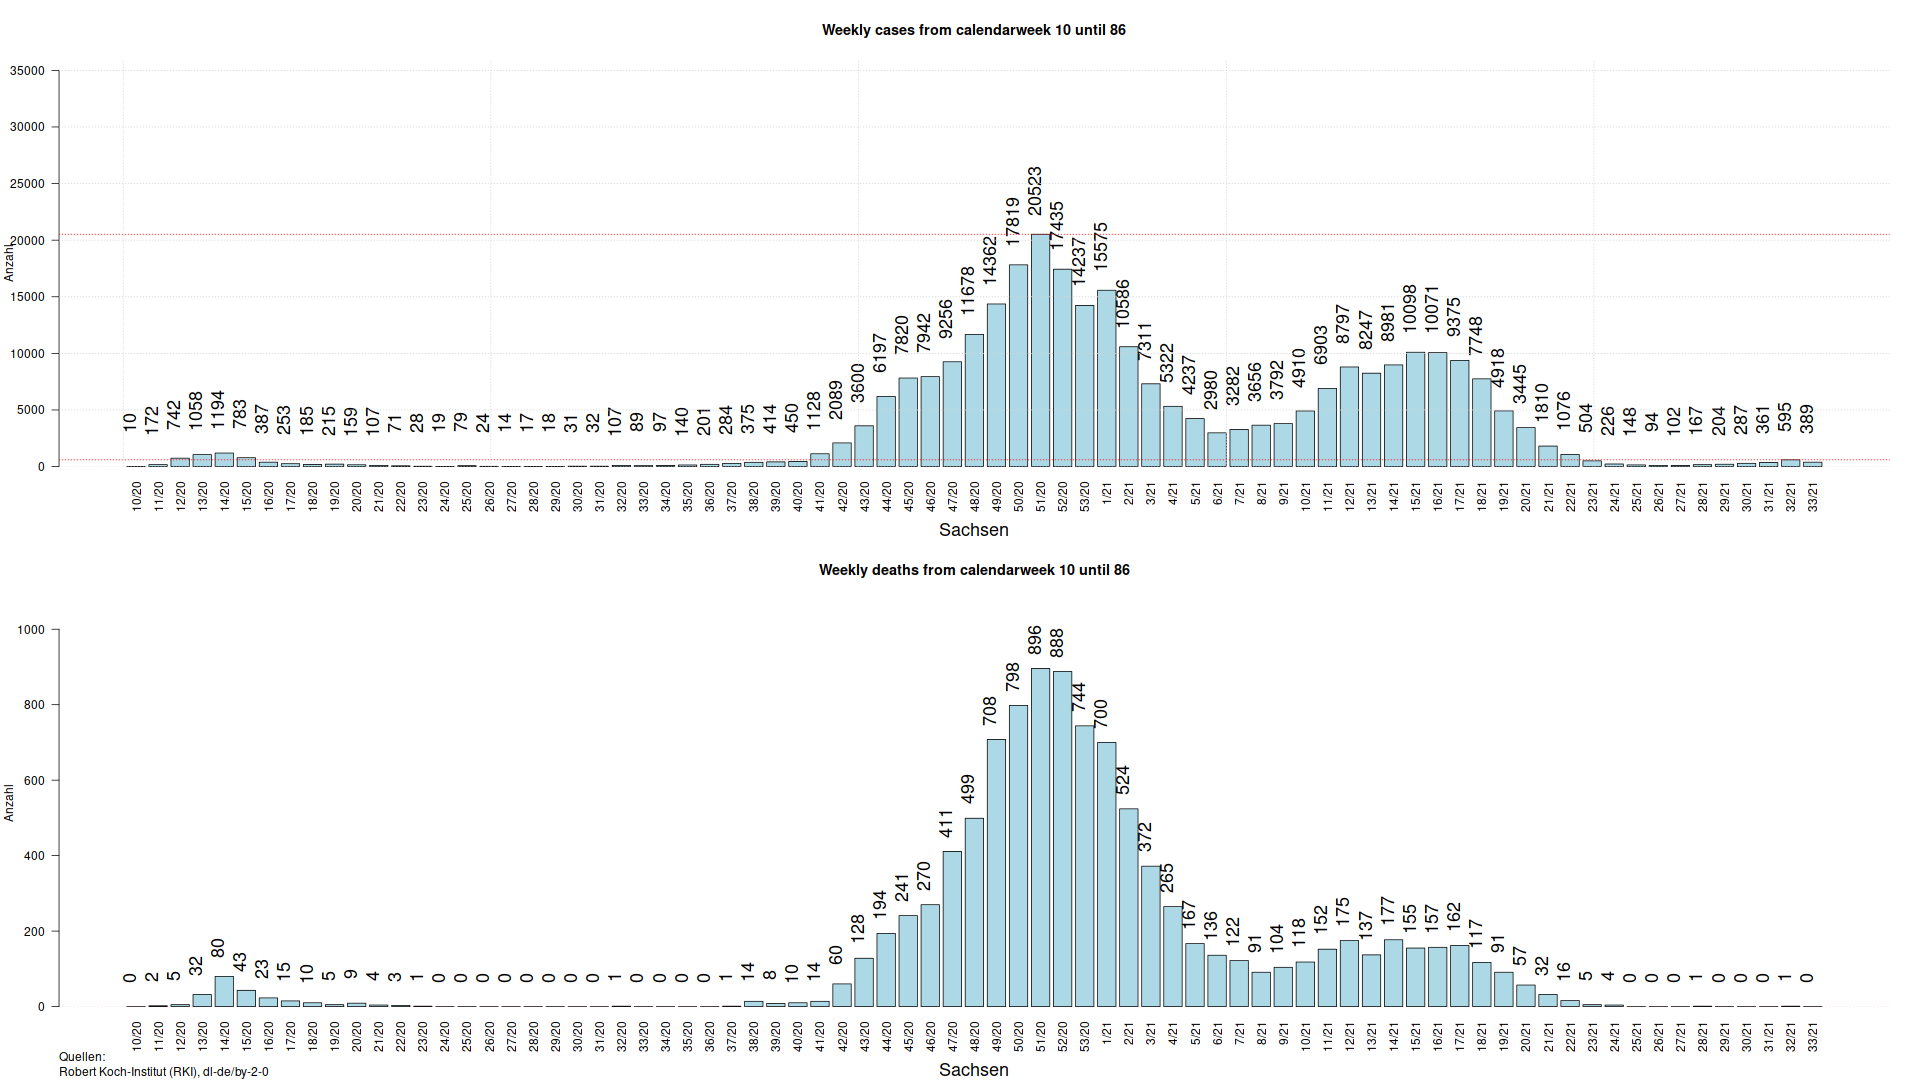 Weekly cases from calendarweek 10 until 86
35000
30000
25000
20000
15000
10000
5000
0
Anzahl
10 172 742 1058 1194 783 387 253 185 215 159 107 71 28 19 79 24 14 17 18 31 32 107 89 97 140 201 284 375 414 450 1128 2089 3600 6197 7820 7942 9256 11678 14362 17819 20523 17435 14237 15575 10586 7311 5322 4237 2980 3282 3656 3792 4910 6903 8797 8247 8981 10098 10071 9375 7748 4918 3445 1810 1076 504 226 148 94 102 167 204 287 361 595 389
10/20 11/20 12/20 13/20 14/20 15/20 16/20 17/20 18/20 19/20 20/20 21/20 22/20 23/20 24/20 25/20 26/20 27/20 28/20 29/20 30/20 31/20 32/20 33/20 34/20 35/20 36/20 37/20 38/20 39/20 40/20 41/20 42/20 43/20 44/20 45/20 46/20 47/20 48/20 49/20 50/20 51/20 52/20 53/20 1/21 2/21 3/21 4/21 5/21 6/21 7/21 8/21 9/21 10/21 11/21 12/21 13/21 14/21 15/21 16/21 17/21 18/21 19/21 20/21 21/21 22/21 23/21 24/21 25/21 26/21 27/21 28/21 29/21 30/21 31/21 32/21 33/21
Sachsen
Weekly deaths from calendarweek 10 until 86
1000
800
600
400
200
0
Anzahl
0 2 5 32 80 43 23 15 10 5 9 4 3 1 0 0 0 0 0 0 0 0 1 0 0 0 0 1 14 8 10 14 60 128 194 241 270 411 499 708 798 896 888 744 700 524 372 265 167 136 122 91 104 118 152 175 137 177 155 157 162 117 91 57 32 16 5 4 0 0 0 1 0 0 0 1 0
10/20 11/20 12/20 13/20 14/20 15/20 16/20 17/20 18/20 19/20 20/20 21/20 22/20 23/20 24/20 25/20 26/20 27/20 28/20 29/20 30/20 31/20 32/20 33/20 34/20 35/20 36/20 37/20 38/20 39/20 40/20 41/20 42/20 43/20 44/20 45/20 46/20 47/20 48/20 49/20 50/20 51/20 52/20 53/20 1/21 2/21 3/21 4/21 5/21 6/21 7/21 8/21 9/21 10/21 11/21 12/21 13/21 14/21 15/21 16/21 17/21 18/21 19/21 20/21 21/21 22/21 23/21 24/21 25/21 26/21 27/21 28/21 29/21 30/21 31/21 32/21 33/21
Sachsen
Quellen:
Robert Koch-Institut (RKI), dl-de/by-2-0